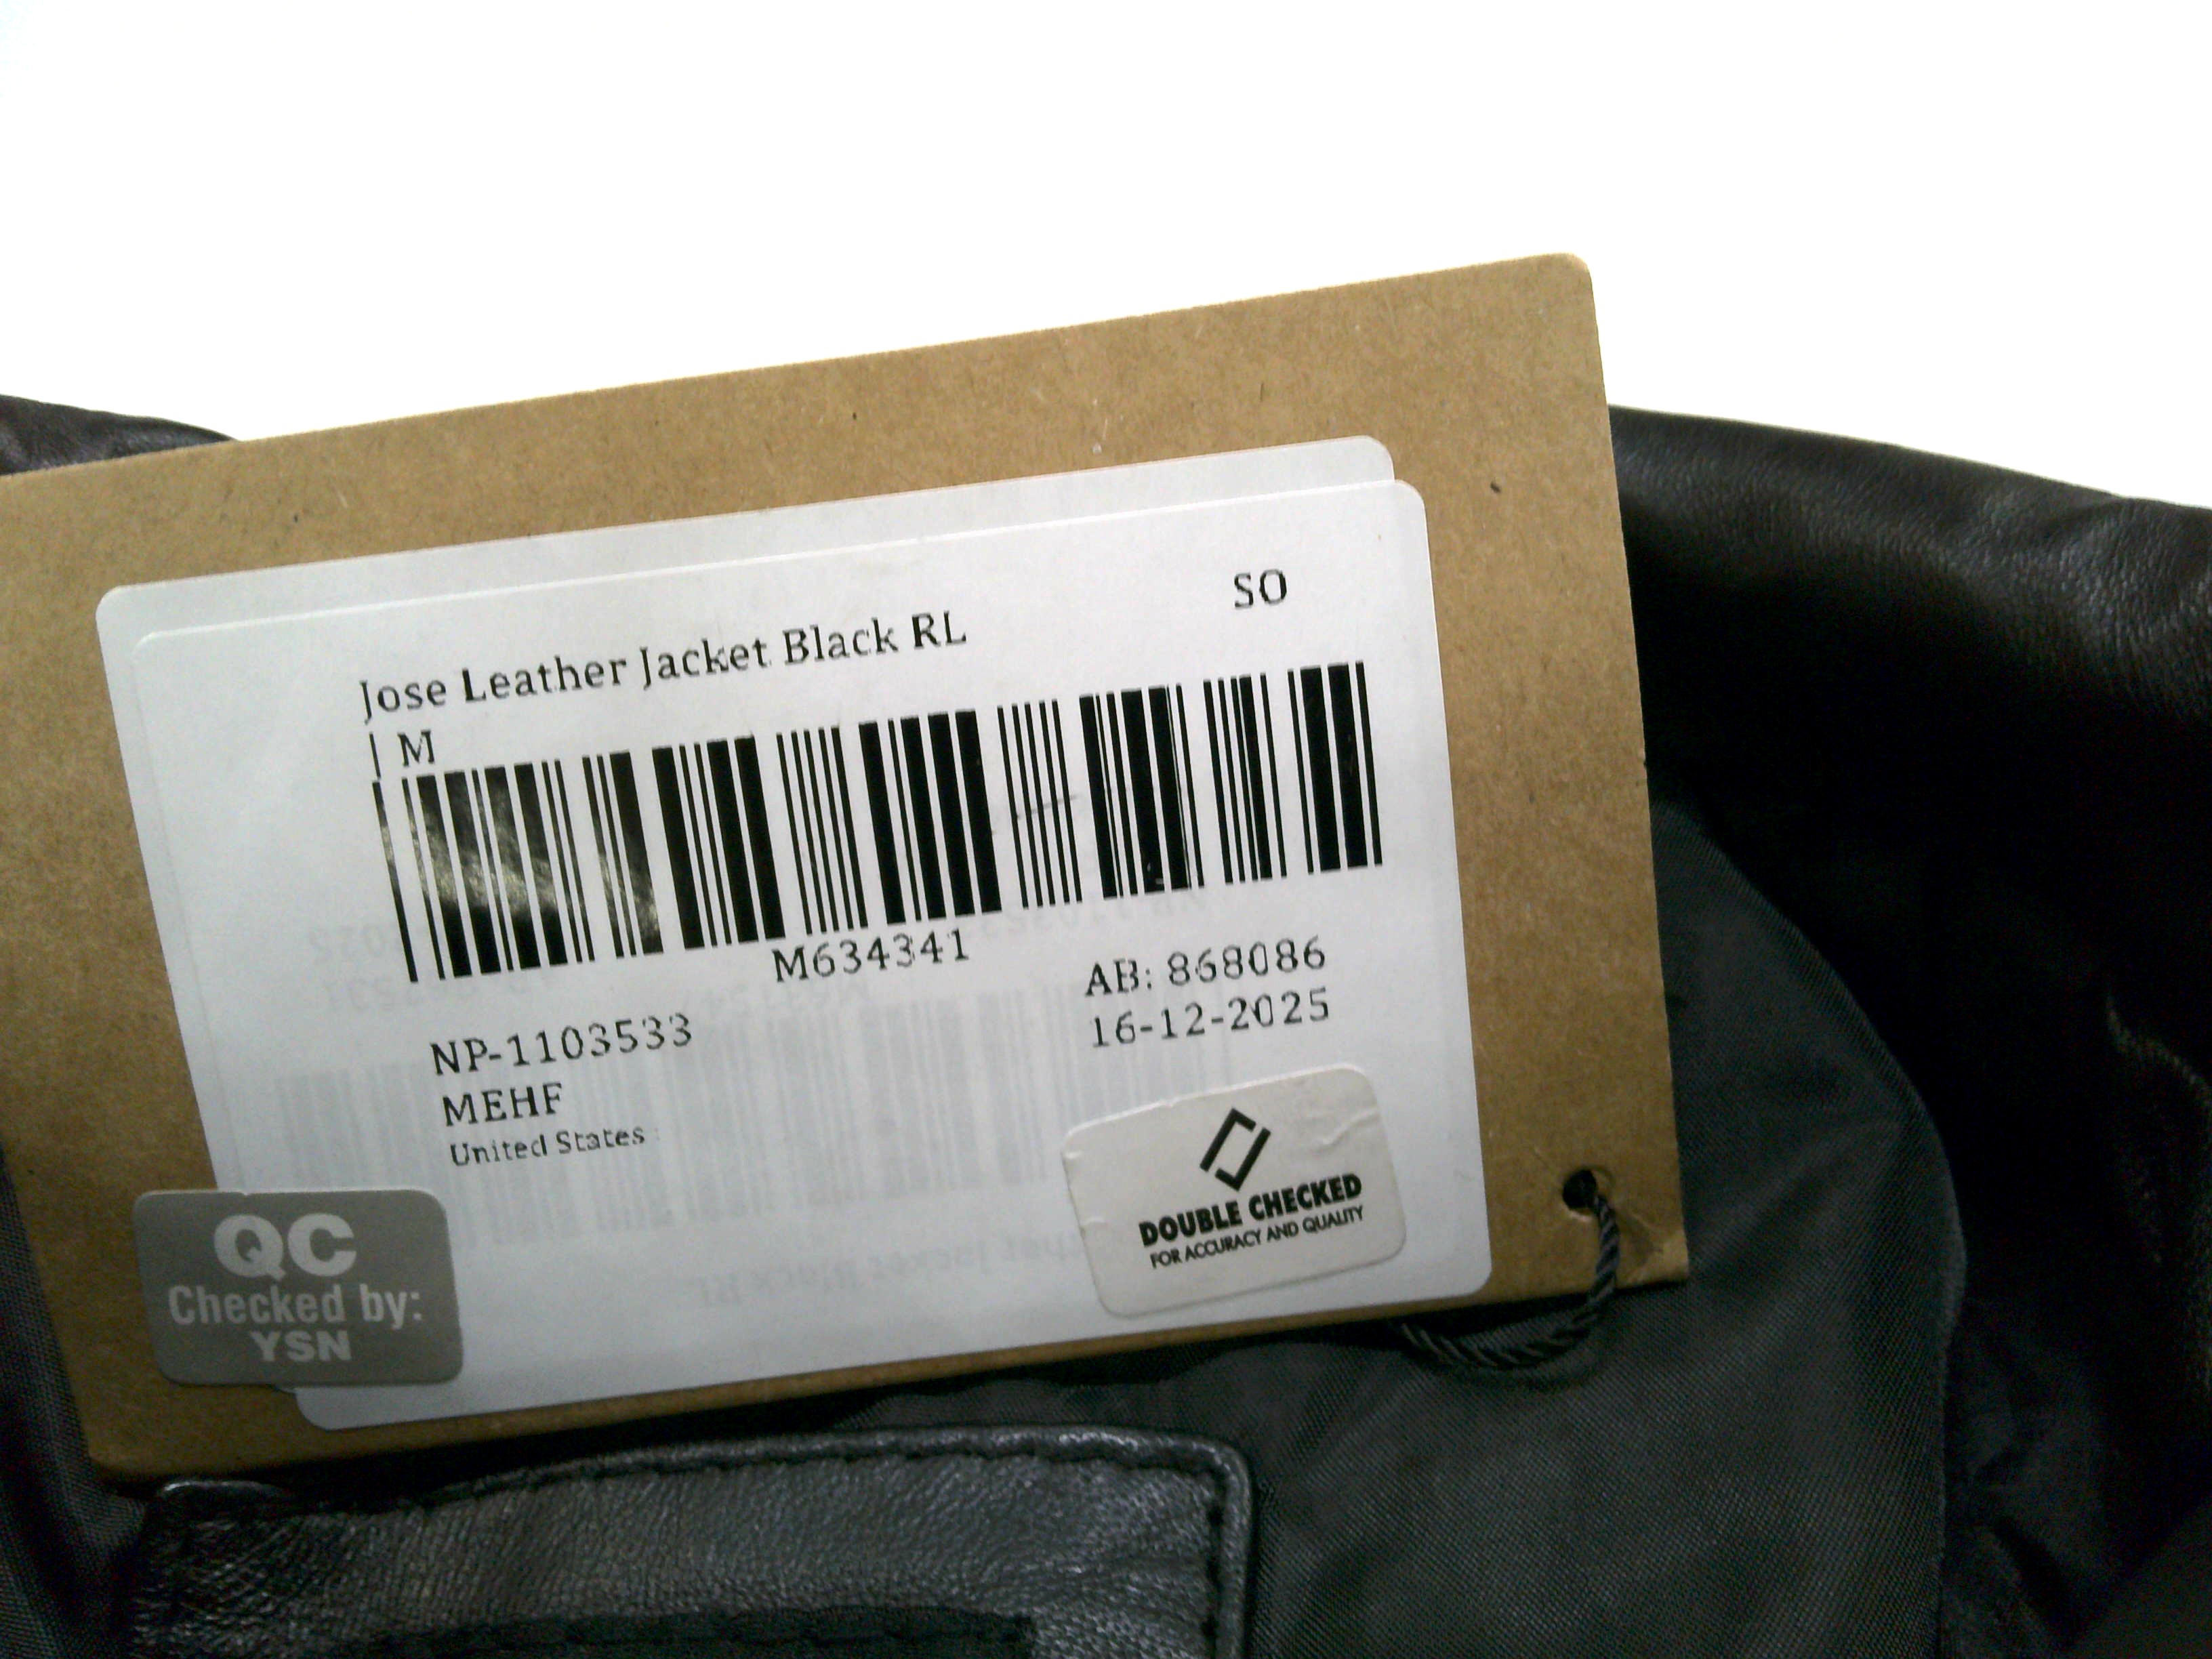 Jose Leather Jacket Black RL
SO
| M
M634341
AB: 868086
16-12-2025
NP-1103533
MEHF
United States
DOUBLE CHECKED
FOR ACCURACY AND QUALITY
QC
Checked by:
YSN